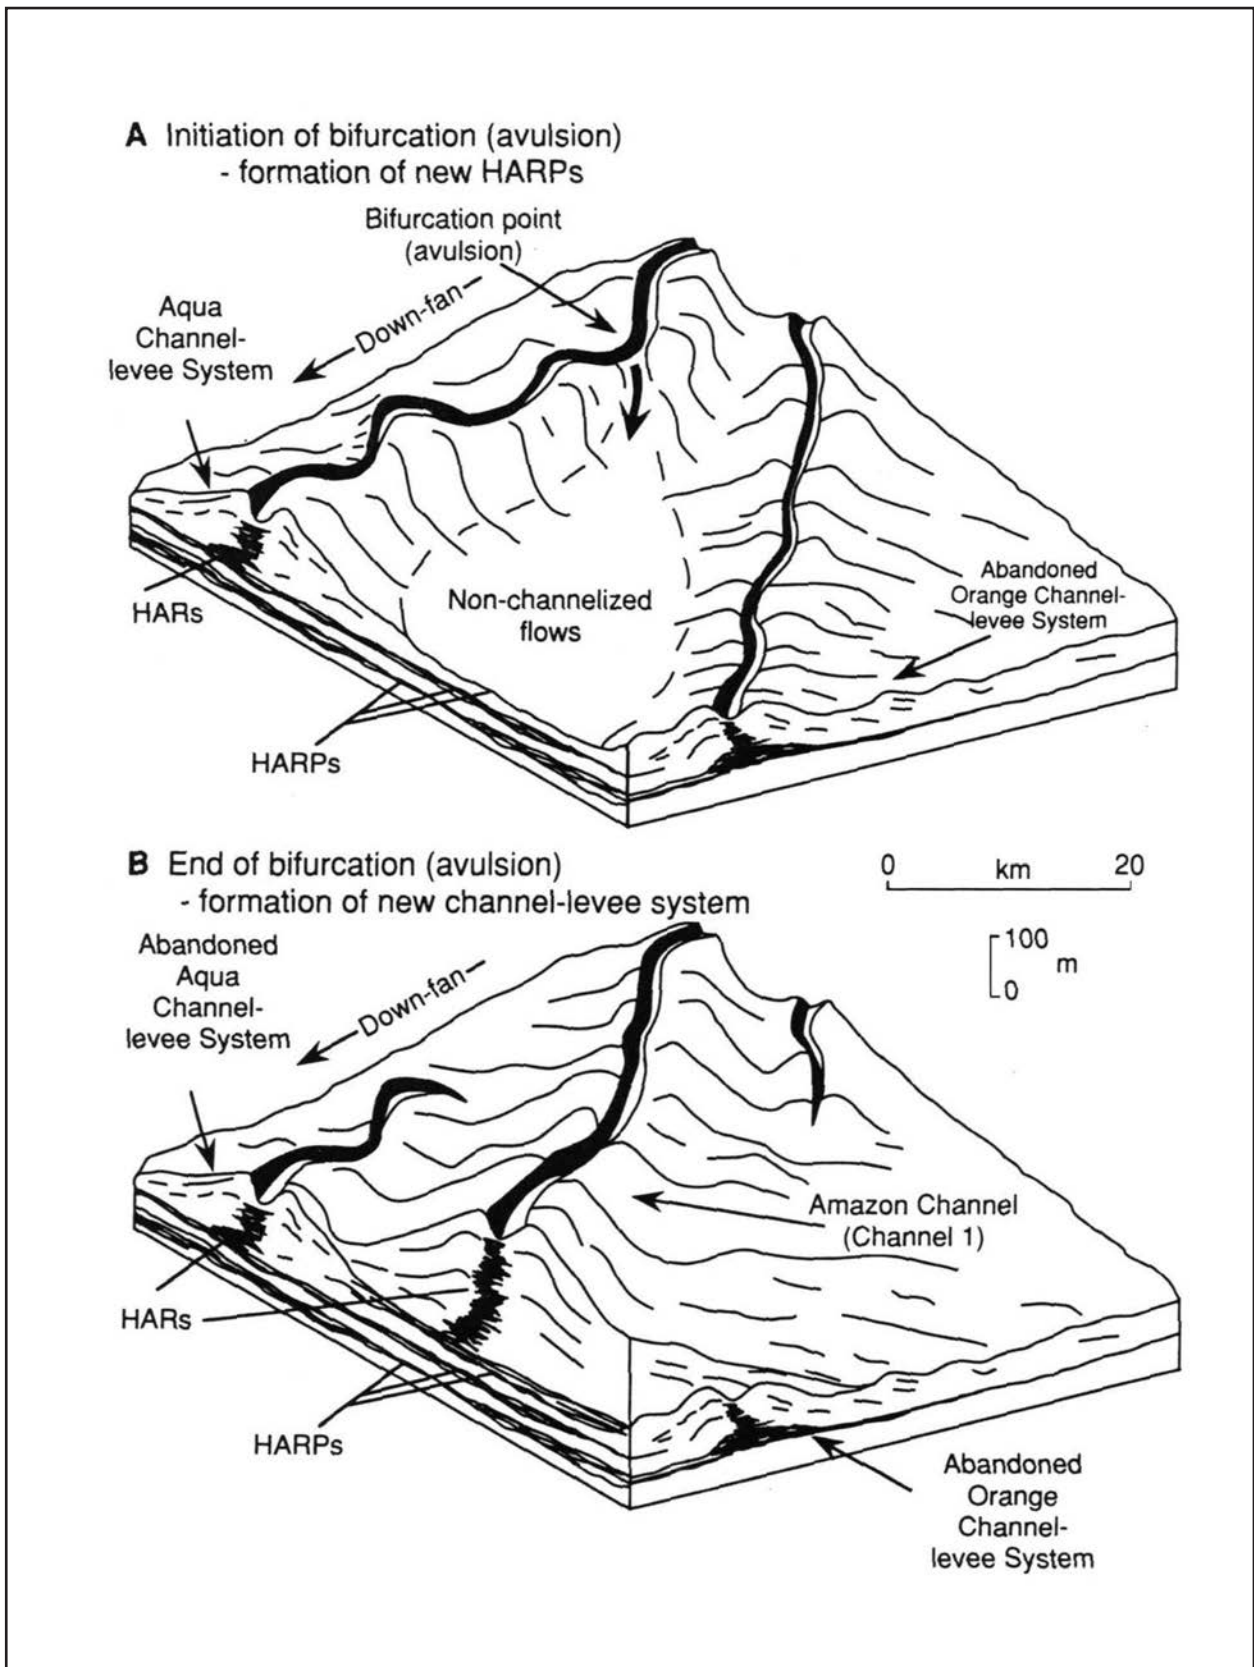 A Initiation of bifurcation (avulsion)
- formation of new HARPs
Bifurcation point
(avulsion)
Down-fan
Aqua
Channel-
levee System
HARs
Non-channelized
flows
Abandoned
Orange Channel-
levee System
HARPs
B End of bifurcation (avulsion)
- formation of new channel-levee system
0 km 20
100
m
0
Abandoned
Aqua
Channel-
levee System
Down-fan
Amazon Channel
(Channel 1)
HARs
HARPs
Abandoned
Orange
Channel-
levee System